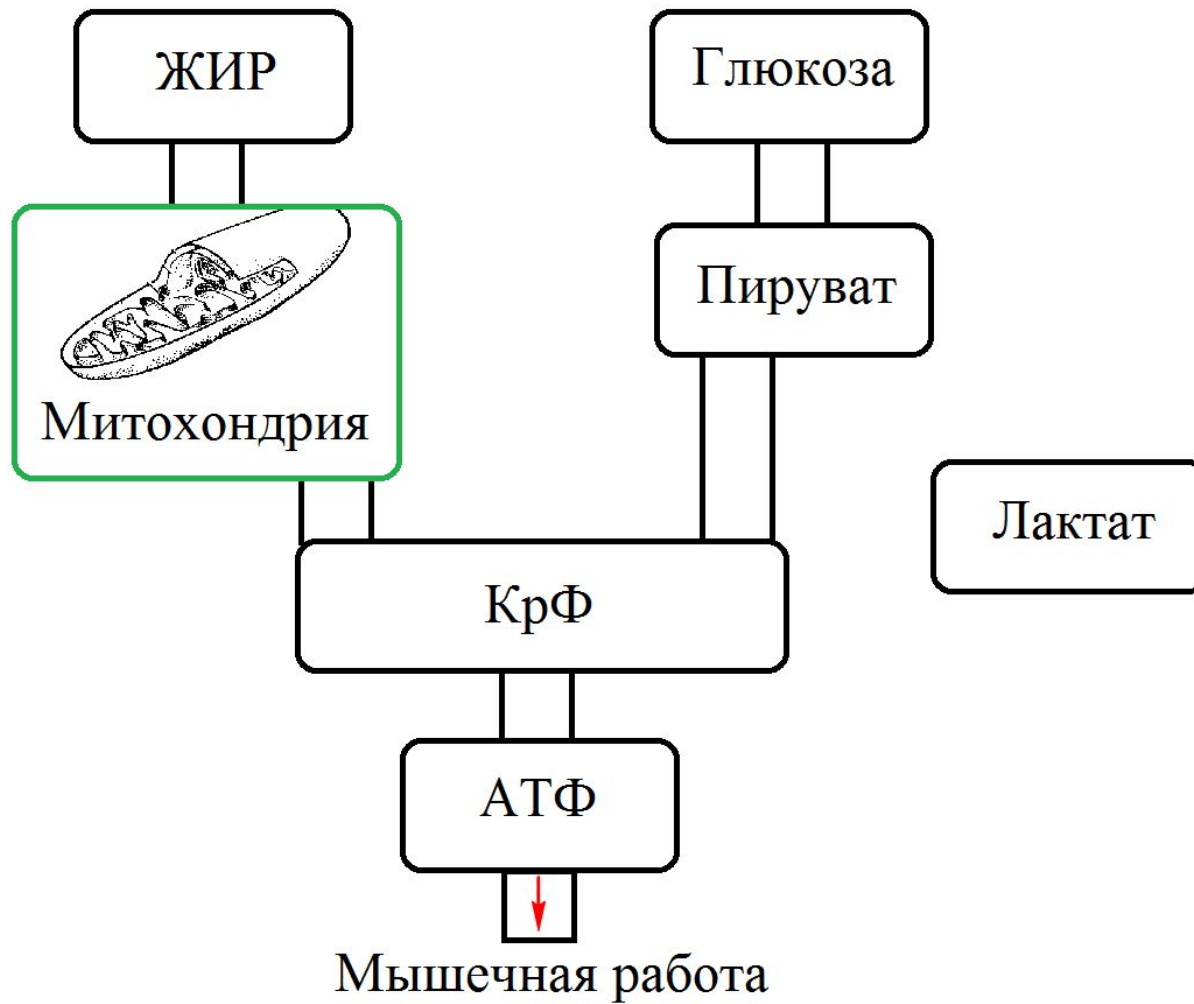 ЖИР
Глюкоза
Пируват
Митохондрия
Лактат
КрФ
АТФ
Мышечная работа